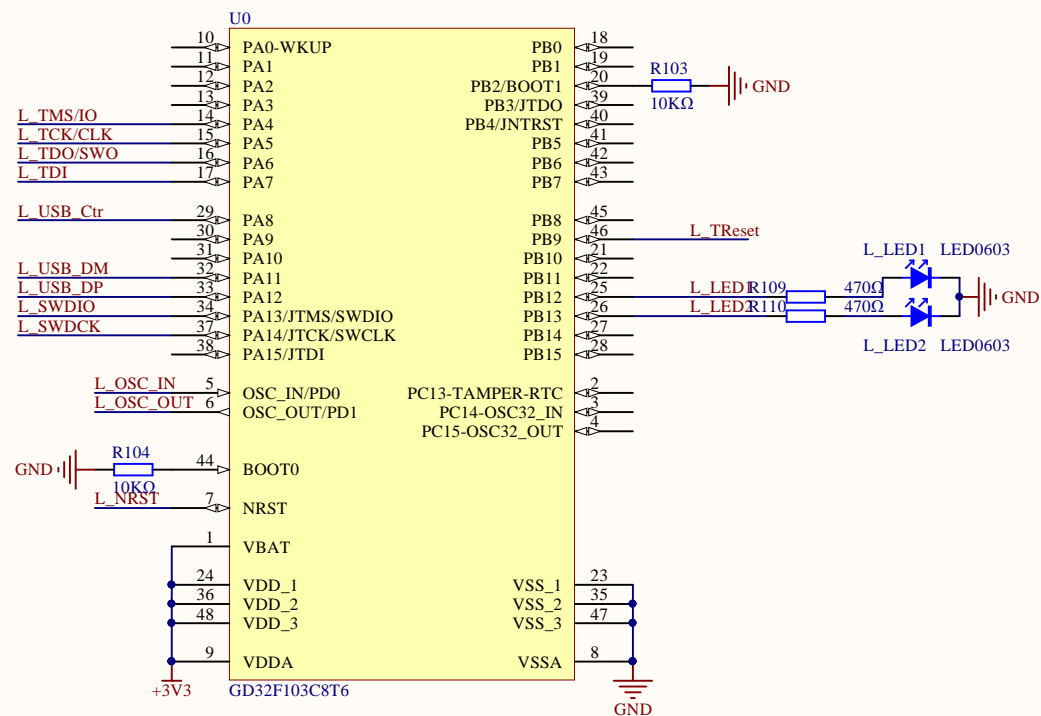 U0
10 PA0-WKUP PB0 18
11 PA1 PB1 19
12 PA2 PB2/BOOT1 20 R103 10KΩ GND
13 PA3 PB3/JTDO 39
L_TMS/IO 14 PA4 PB4/JNTRST 40
L_TCK/CLK 15 PA5 PB5 41
L_TDO/SWO 16 PA6 PB6 42
L_TDI 17 PA7 PB7 43
L_USB_Ctr 29 PA8 PB8 45
30 PA9 PB9 46 L_TReset
31 PA10 PB10 21
L_USB_DM 32 PA11 PB11 22 L_LED1 LED0603
L_USB_DP 33 PA12 PB12 25 L_LED1 R109 470Ω GND
L_SWDIO 34 PA13/JTMS/SWDIO PB13 26 L_LED2 R110 470Ω
L_SWDCK 37 PA14/JTCK/SWCLK PB14 27 L_LED2 LED0603
38 PA15/JTDI PB15 28
L_OSC_IN 5 OSC_IN/PD0 PC13-TAMPER-RTC 2
L_OSC_OUT 6 OSC_OUT/PD1 PC14-OSC32_IN 3
PC15-OSC32_OUT 4
GND R104 10KΩ 44 BOOT0
L_NRST 7 NRST
1 VBAT
24 VDD_1 VSS_1 23
36 VDD_2 VSS_2 35
48 VDD_3 VSS_3 47
9 VDDA VSSA 8
+3V3 GD32F103C8T6 GND